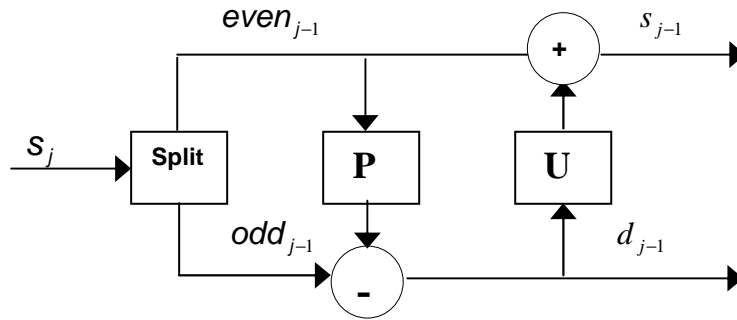 even_{j-1}
+
s_{j-1}
s_j
Split
P
U
odd_{j-1}
-
d_{j-1}